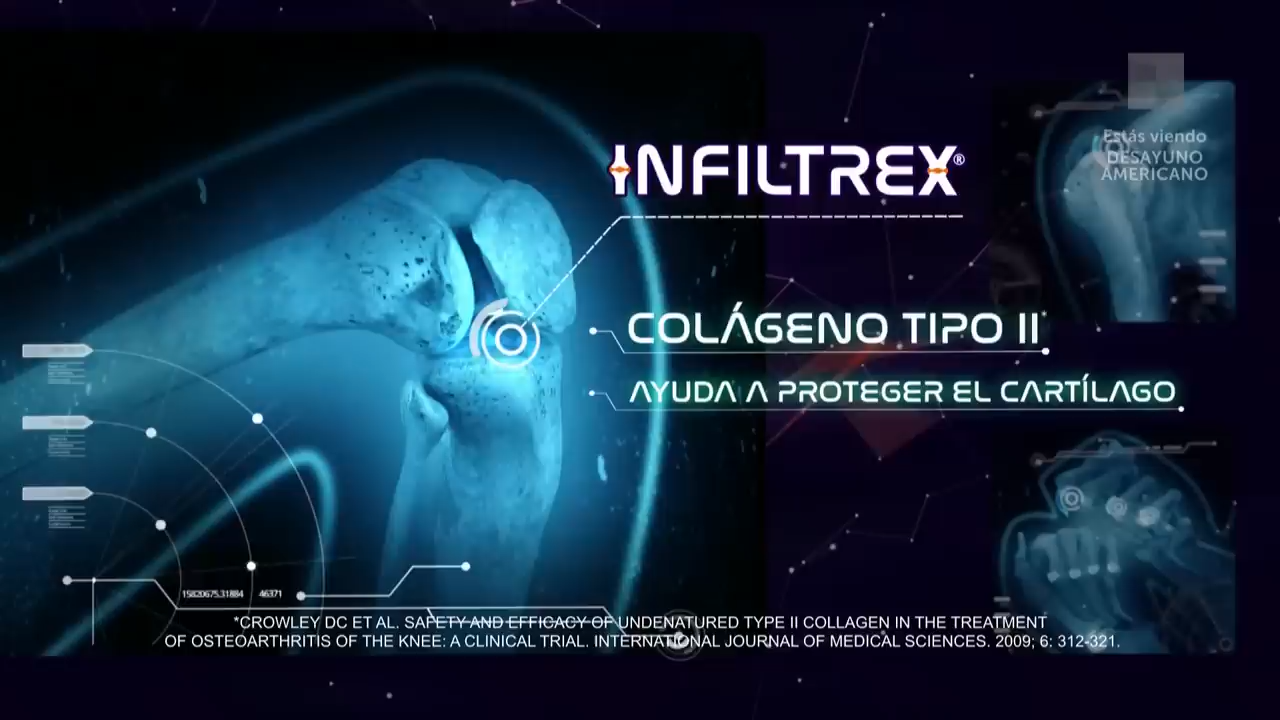 INFILTREX®
Estás viendo
DESAYUNO
AMERICANO
COLÁGENO TIPO II*
AYUDA A PROTEGER EL CARTÍLAGO
15820675,31884 46371
*CROWLEY DC ET AL. SAFETY AND EFFICACY OF UNDENATURED TYPE II COLLAGEN IN THE TREATMENT
OF OSTEOARTHRITIS OF THE KNEE: A CLINICAL TRIAL. INTERNATIONAL JOURNAL OF MEDICAL SCIENCES. 2009; 6: 312-321.